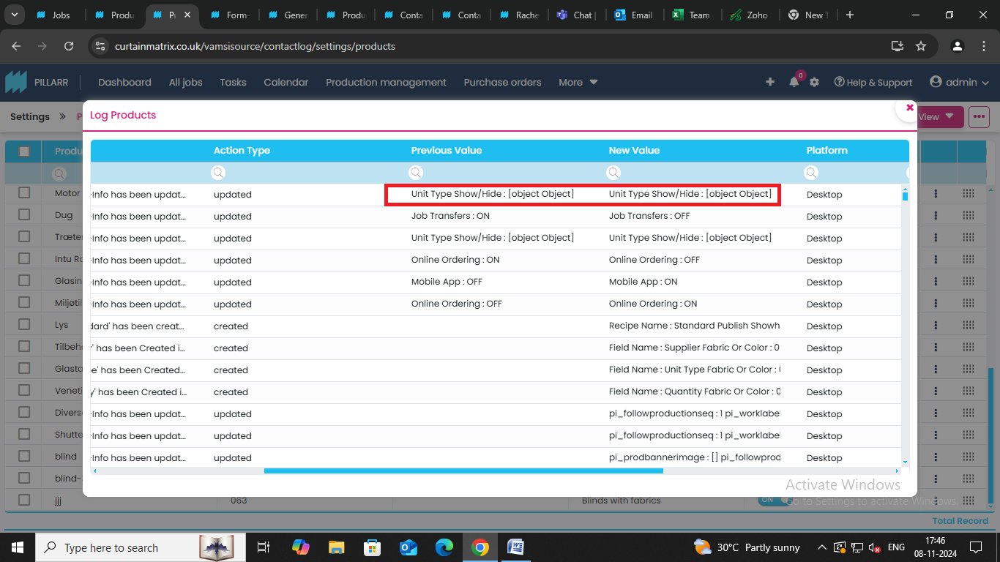 Jobs Produ Pr Form- Gener Produ Conta Conta Rache Chat Email Team Zoho New T
curtainmatrix.co.uk/vamsisource/contactlog/settings/products
PILLARR Dashboard All jobs Tasks Calendar Production management Purchase orders More 0 Help & Support admin
Settings » P View
Log Products
Produ
Action Type Previous Value New Value Platform
Motor -Info has been updat... updated Unit Type Show/Hide : [object Object] Unit Type Show/Hide : [object Object] Desktop
Dug -Info has been updat... updated Job Transfers : ON Job Transfers : OFF Desktop
Træter -Info has been updat... updated Unit Type Show/Hide : [object Object] Unit Type Show/Hide : [object Object] Desktop
Intu Ro -Info has been updat... updated Online Ordering : ON Online Ordering : OFF Desktop
Glasin -Info has been updat... updated Mobile App : OFF Mobile App : ON Desktop
Miljøtil -Info has been updat... updated Online Ordering : OFF Online Ordering : ON Desktop
Lys dard' has been creat... created Recipe Name : Standard Publish Showh Desktop
Tilbeh ' has been Created i... created Field Name : Supplier Fabric Or Color : 0 Desktop
Glasta e' has been Created... created Field Name : Unit Type Fabric Or Color : Desktop
Veneti y' has been Created i... created Field Name : Quantity Fabric Or Color : 0 Desktop
Divers -Info has been updat... updated pi_followproductionseq : 1 pi_worklabel Desktop
Shutte -Info has been updat... updated pi_followproductionseq : 1 pi_worklabel Desktop
blind -Info has been updat... updated pi_prodbannerimage : [] pi_followprod Desktop
blind-
Activate Windows
jjj 063 Blinds with fabrics ON Go to Settings to activate Windows.
Total Record
Type here to search 30°C Partly sunny ENG 17:46
08-11-2024